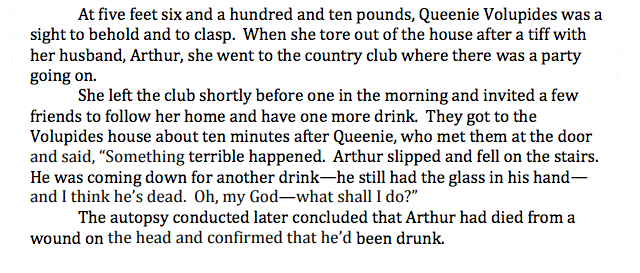 At five feet six and a hundred and ten pounds, Queenie Volupides was a
sight to behold and to clasp.  When she tore out of the house after a tiff with
her husband, Arthur, she went to the country club where there was a party
going on.
She left the club shortly before one in the morning and invited a few
friends to follow her home and have one more drink.  They got to the
Volupides house about ten minutes after Queenie, who met them at the door
and said, “Something terrible happened.  Arthur slipped and fell on the stairs.
He was coming down for another drink—he still had the glass in his hand—
and I think he’s dead.  Oh, my God—what shall I do?”
The autopsy conducted later concluded that Arthur had died from a
wound on the head and confirmed that he’d been drunk.